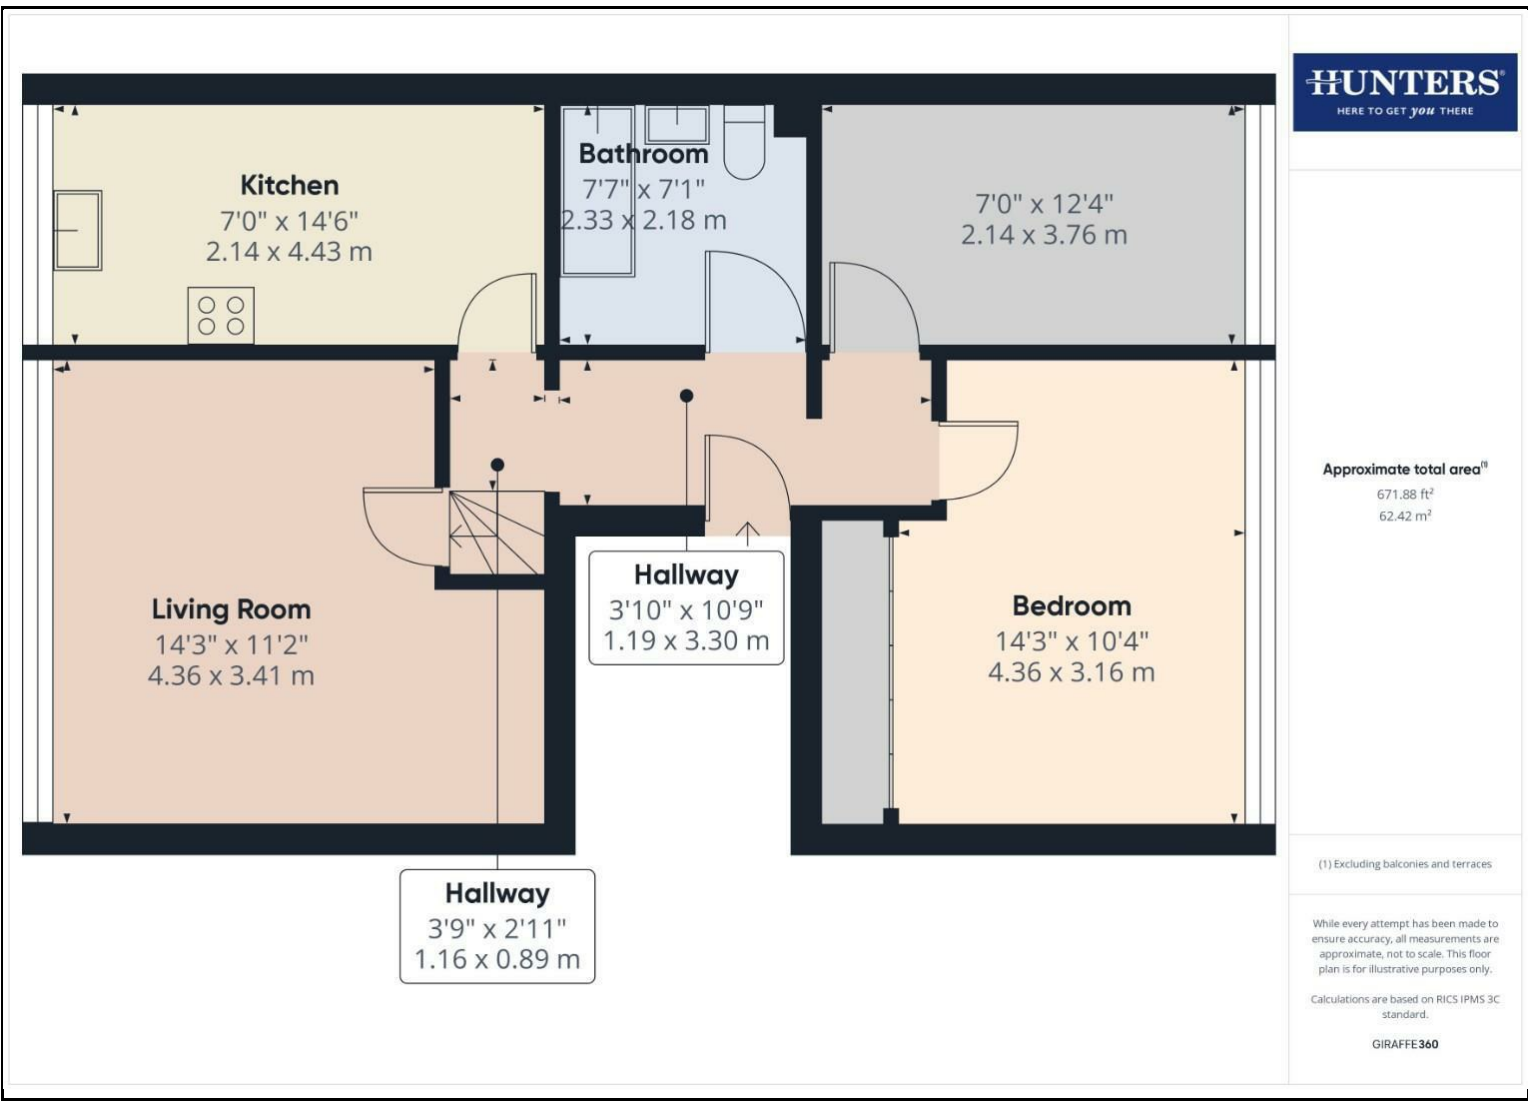 Kitchen
7'0" x 14'6"
2.14 x 4.43 m
Bathroom
7'7" x 7'1"
2.33 x 2.18 m
7'0" x 12'4"
2.14 x 3.76 m
Living Room
14'3" x 11'2"
4.36 x 3.41 m
Hallway
3'10" x 10'9"
1.19 x 3.30 m
Bedroom
14'3" x 10'4"
4.36 x 3.16 m
Hallway
3'9" x 2'11"
1.16 x 0.89 m
HUNTERS®
HERE TO GET you THERE
Approximate total area⁽¹⁾
671.88 ft²
62.42 m²
(1) Excluding balconies and terraces
While every attempt has been made to
ensure accuracy, all measurements are
approximate, not to scale. This floor
plan is for illustrative purposes only.
Calculations are based on RICS IPMS 3C
standard.
GIRAFFE360